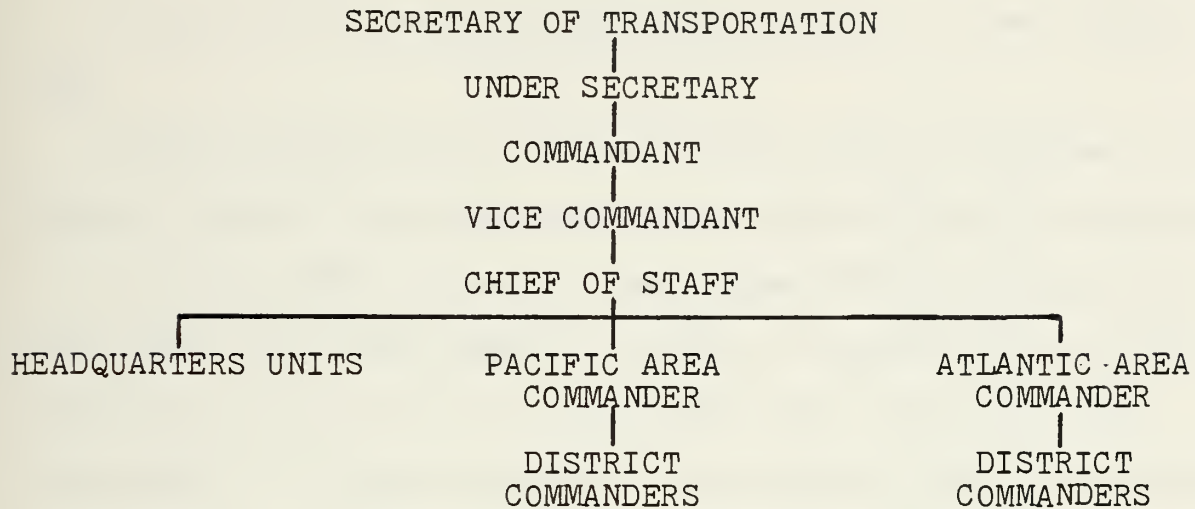 SECRETARY OF TRANSPORTATION
UNDER SECRETARY
COMMANDANT
VICE COMMANDANT
CHIEF OF STAFF
HEADQUARTERS UNITS
PACIFIC AREA
COMMANDER
ATLANTIC AREA
COMMANDER
DISTRICT
COMMANDERS
DISTRICT
COMMANDERS